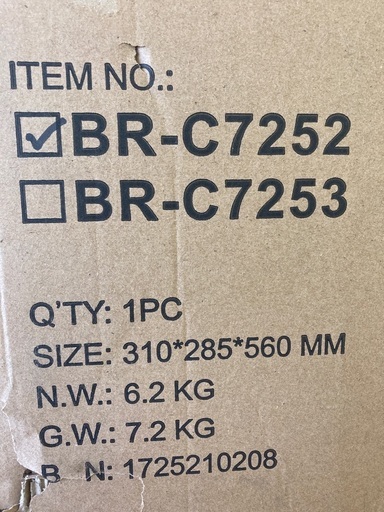 ITEM NO.:
☑BR-C7252
☐BR-C7253
Q'TY: 1PC
SIZE: 310*285*560 MM
N.W.: 6.2 KG
G.W.: 7.2 KG
B N: 1725210208